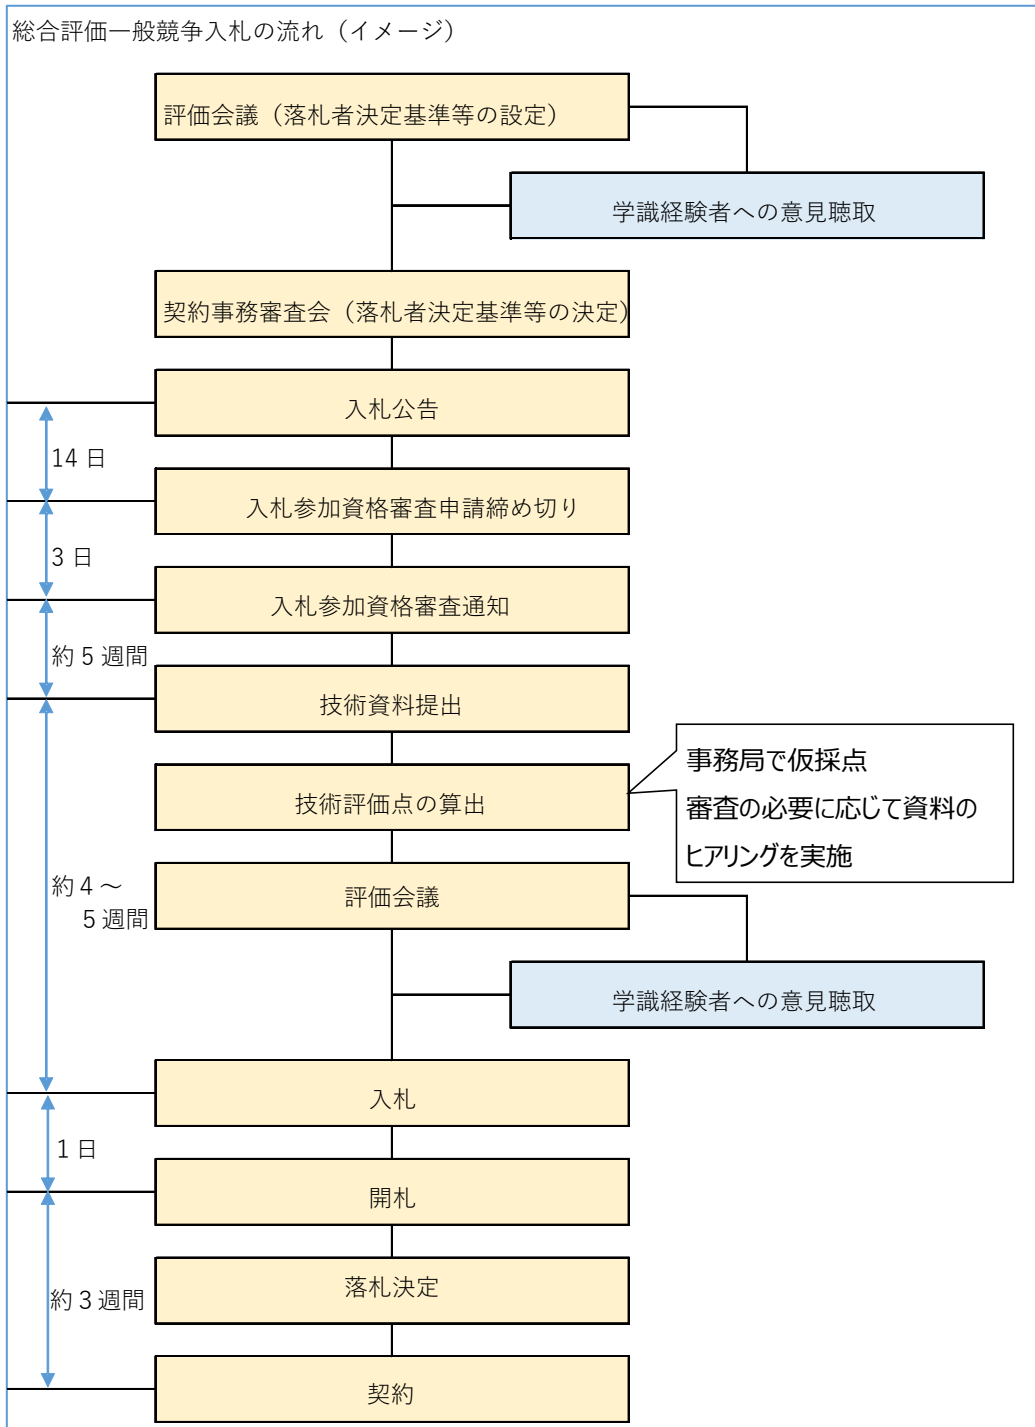 総合評価一般競争入札の流れ（イメージ）
評価会議（落札者決定基準等の設定）
学識経験者への意見聴取
契約事務審査会（落札者決定基準等の決定）
入札公告
14 日
入札参加資格審査申請締め切り
3 日
入札参加資格審査通知
約 5 週間
技術資料提出
事務局で仮採点
審査の必要に応じて資料の
ヒアリングを実施
技術評価点の算出
評価会議
約 4 ～
5 週間
学識経験者への意見聴取
入札
1 日
開札
落札決定
約 3 週間
契約